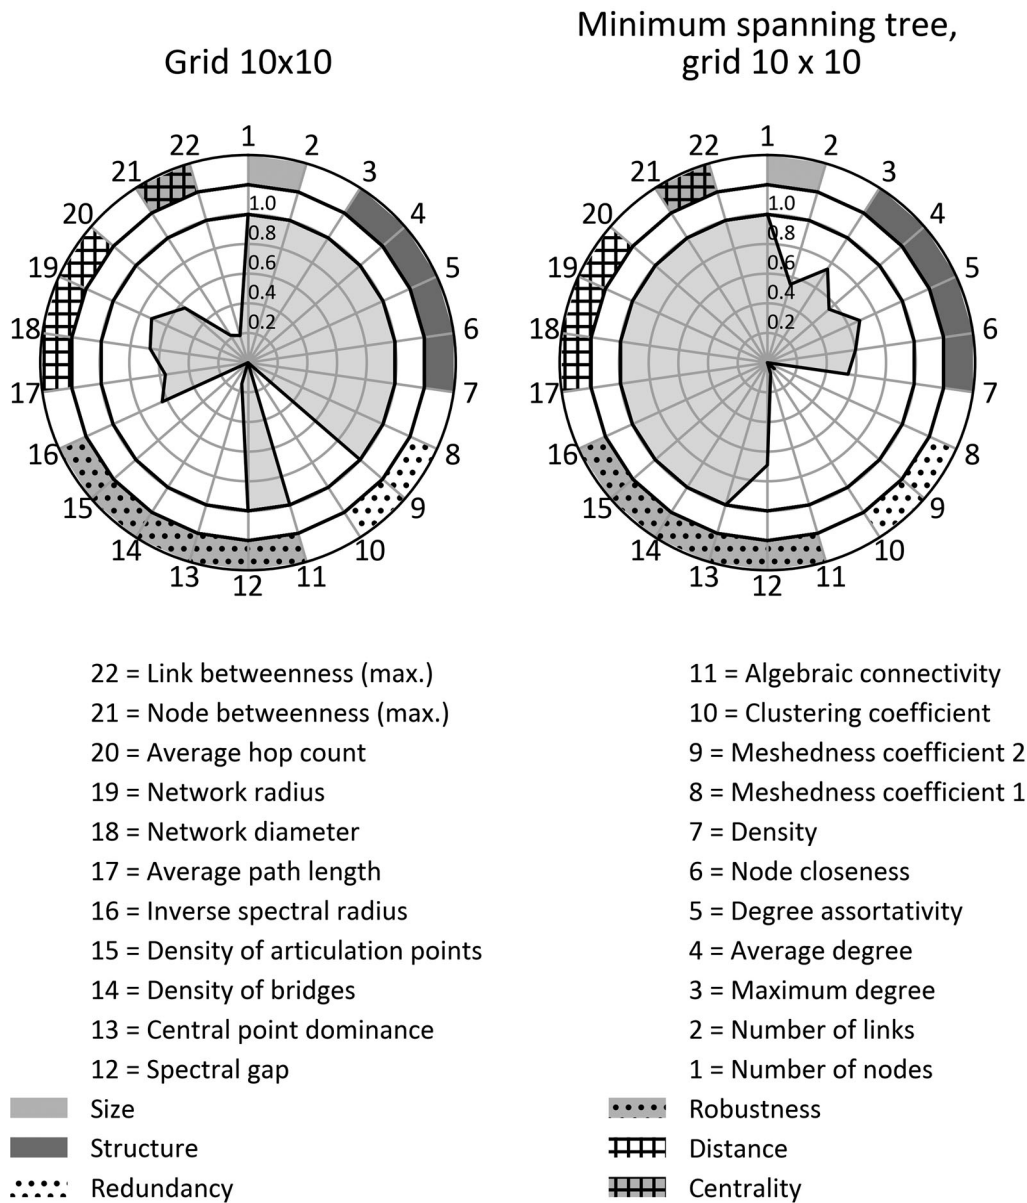 Grid 10x10
Minimum spanning tree,
grid 10 x 10
1
2
3
4
5
6
7
8
9
10
11
12
13
14
15
16
17
18
19
20
21
22
1.0
0.8
0.6
0.4
0.2
1
2
3
4
5
6
7
8
9
10
11
12
13
14
15
16
17
18
19
20
21
22
1.0
0.8
0.6
0.4
0.2
22 = Link betweenness (max.)
21 = Node betweenness (max.)
20 = Average hop count
19 = Network radius
18 = Network diameter
17 = Average path length
16 = Inverse spectral radius
15 = Density of articulation points
14 = Density of bridges
13 = Central point dominance
12 = Spectral gap
Size
Structure
Redundancy
11 = Algebraic connectivity
10 = Clustering coefficient
9 = Meshedness coefficient 2
8 = Meshedness coefficient 1
7 = Density
6 = Node closeness
5 = Degree assortativity
4 = Average degree
3 = Maximum degree
2 = Number of links
1 = Number of nodes
Robustness
Distance
Centrality